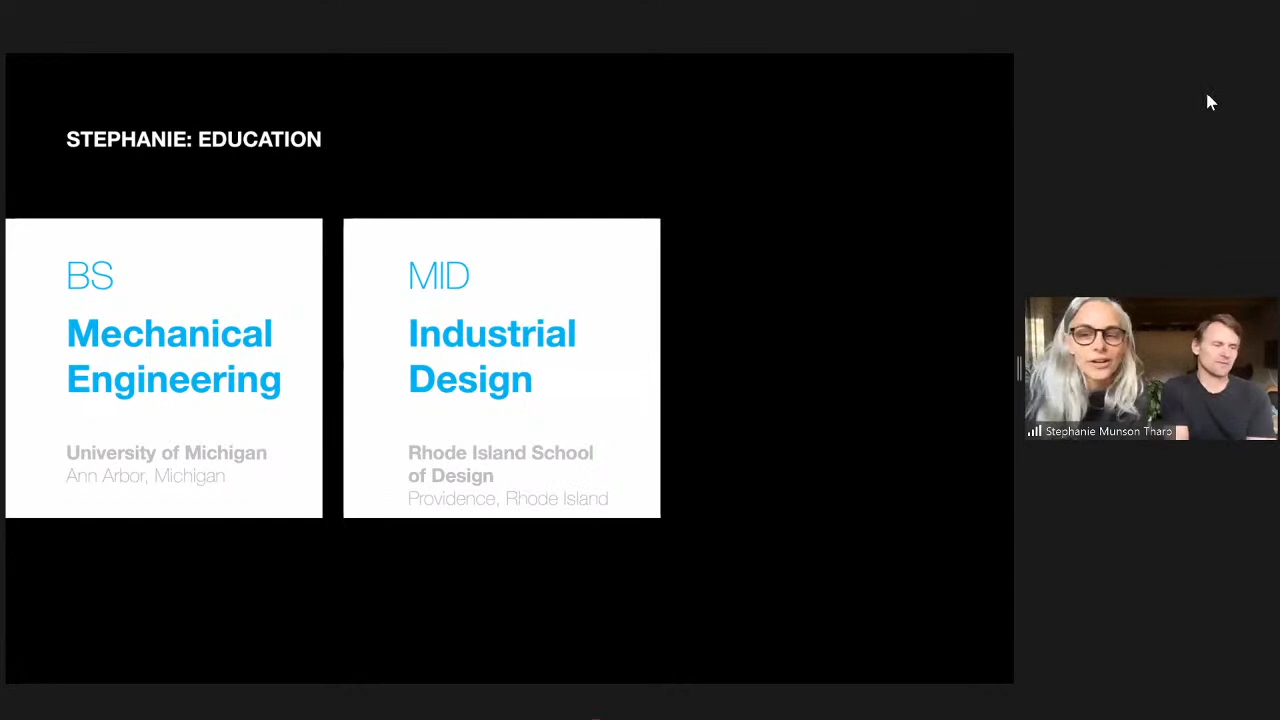 STEPHANIE: EDUCATION
BS
Mechanical
Engineering
University of Michigan
Ann Arbor, Michigan
MID
Industrial
Design
Rhode Island School
of Design
Providence, Rhode Island
Stephanie Munson Tharp